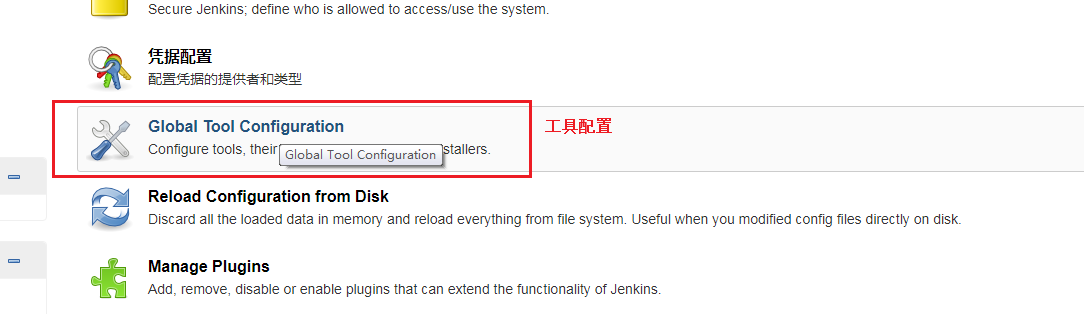 Secure Jenkins; define who is allowed to access/use the system.
凭据配置
配置凭据的提供者和类型
Global Tool Configuration
工具配置
Configure tools, their stallers.
Global Tool Configuration
Reload Configuration from Disk
Discard all the loaded data in memory and reload everything from file system. Useful when you modified config files directly on disk.
Manage Plugins
Add, remove, disable or enable plugins that can extend the functionality of Jenkins.